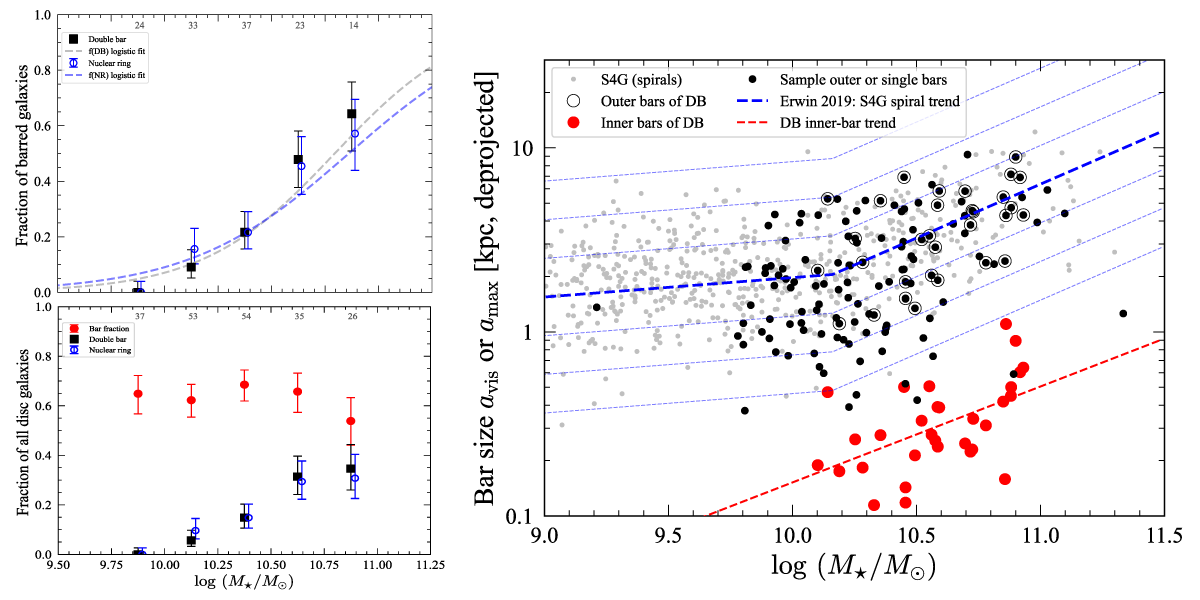 24 33 37 23 14
Double bar
f(DB) logistic fit
Nuclear ring
f(NR) logistic fit
Fraction of barred galaxies
1.0
0.8
0.6
0.4
0.2
0.0
37 53 54 35 26
Bar fraction
Double bar
Nuclear ring
Fraction of all disc galaxies
1.0
0.8
0.6
0.4
0.2
0.0
9.50 9.75 10.00 10.25 10.50 10.75 11.00 11.25
log (M★/M⊙)
S4G (spirals)
Outer bars of DB
Inner bars of DB
Sample outer or single bars
Erwin 2019: S4G spiral trend
DB inner-bar trend
Bar size a_vis or a_max [kpc, deprojected]
10
1
0.1
9.0 9.5 10.0 10.5 11.0 11.5
log (M★/M⊙)